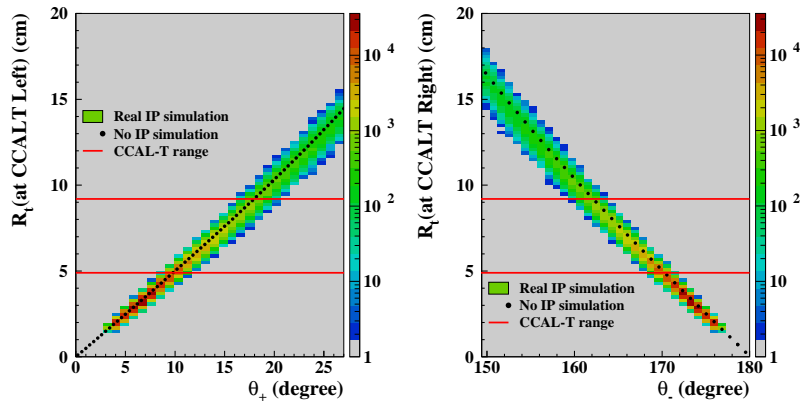 R_t(at CCALT Left) (cm)
20
15
10
5
0
Real IP simulation
No IP simulation
CCAL-T range
0 5 10 15 20 25
θ_+ (degree)
10^4
10^3
10^2
10
1
R_t(at CCALT Right) (cm)
20
15
10
5
0
Real IP simulation
No IP simulation
CCAL-T range
150 160 170 180
θ_- (degree)
10^4
10^3
10^2
10
1